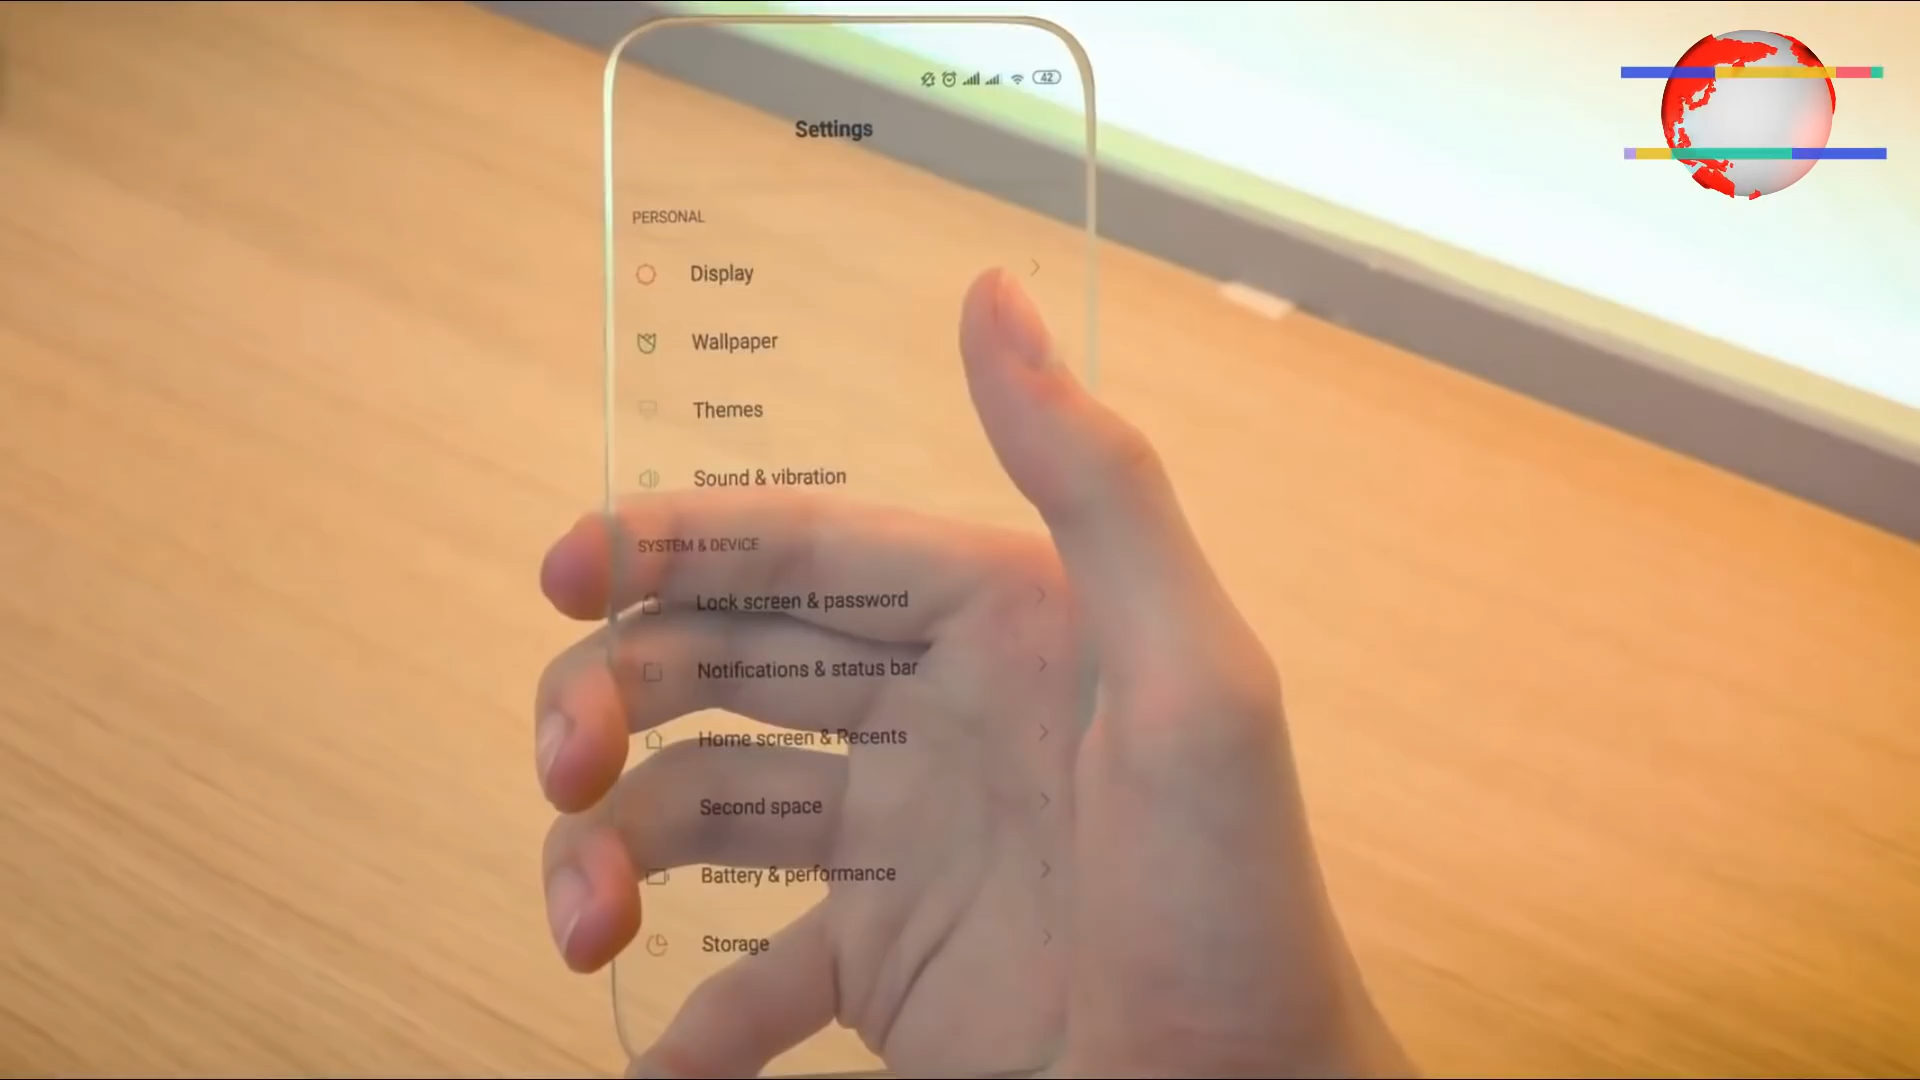 42
Settings
PERSONAL
Display
Wallpaper
Themes
Sound & vibration
SYSTEM & DEVICE
Lock screen & password
Notifications & status bar
Home screen & Recents
Second space
Battery & performance
Storage